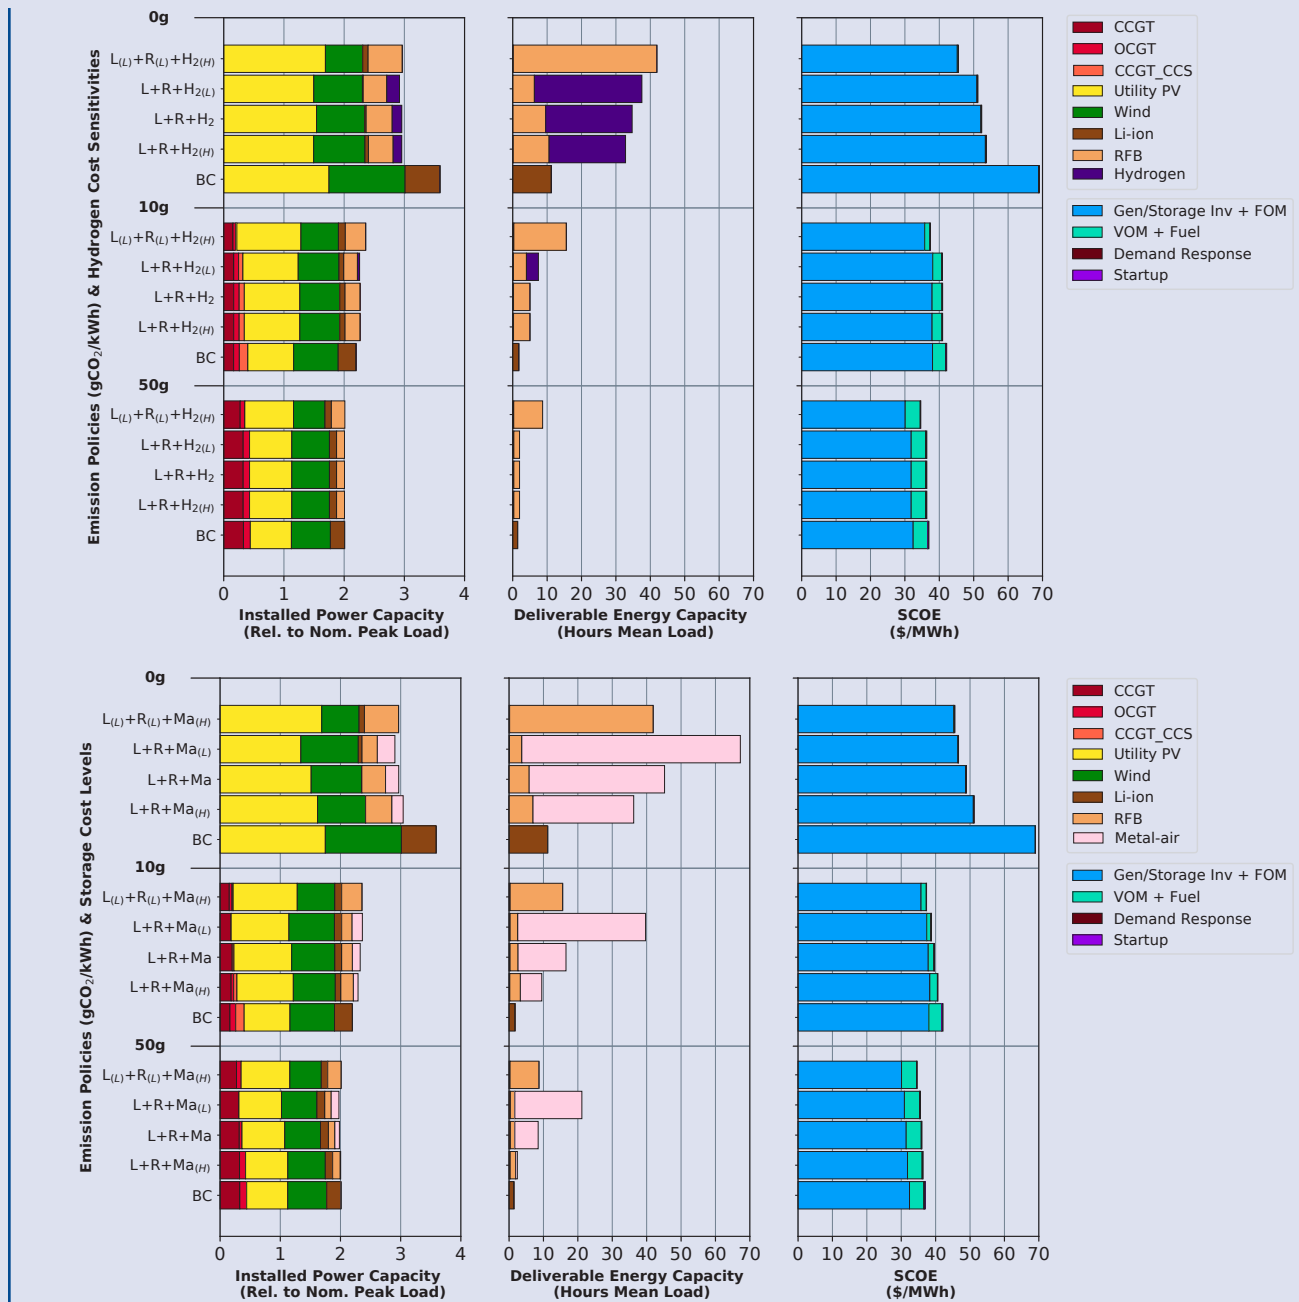 Emission Policies (gCO₂/kWh) & Hydrogen Cost Sensitivities
0g
L(L)+R(L)+H2(H)
L+R+H2(L)
L+R+H2
L+R+H2(H)
BC
10g
L(L)+R(L)+H2(H)
L+R+H2(L)
L+R+H2
L+R+H2(H)
BC
50g
L(L)+R(L)+H2(H)
L+R+H2(L)
L+R+H2
L+R+H2(H)
BC
0 1 2 3 4
Installed Power Capacity
(Rel. to Nom. Peak Load)
0 10 20 30 40 50 60 70
Deliverable Energy Capacity
(Hours Mean Load)
0 10 20 30 40 50 60 70
SCOE
($/MWh)
CCGT
OCGT
CCGT_CCS
Utility PV
Wind
Li-ion
RFB
Hydrogen
Gen/Storage Inv + FOM
VOM + Fuel
Demand Response
Startup
Emission Policies (gCO₂/kWh) & Storage Cost Levels
0g
L(L)+R(L)+Ma(H)
L+R+Ma(L)
L+R+Ma
L+R+Ma(H)
BC
10g
L(L)+R(L)+Ma(H)
L+R+Ma(L)
L+R+Ma
L+R+Ma(H)
BC
50g
L(L)+R(L)+Ma(H)
L+R+Ma(L)
L+R+Ma
L+R+Ma(H)
BC
0 1 2 3 4
Installed Power Capacity
(Rel. to Nom. Peak Load)
0 10 20 30 40 50 60 70
Deliverable Energy Capacity
(Hours Mean Load)
0 10 20 30 40 50 60 70
SCOE
($/MWh)
CCGT
OCGT
CCGT_CCS
Utility PV
Wind
Li-ion
RFB
Metal-air
Gen/Storage Inv + FOM
VOM + Fuel
Demand Response
Startup